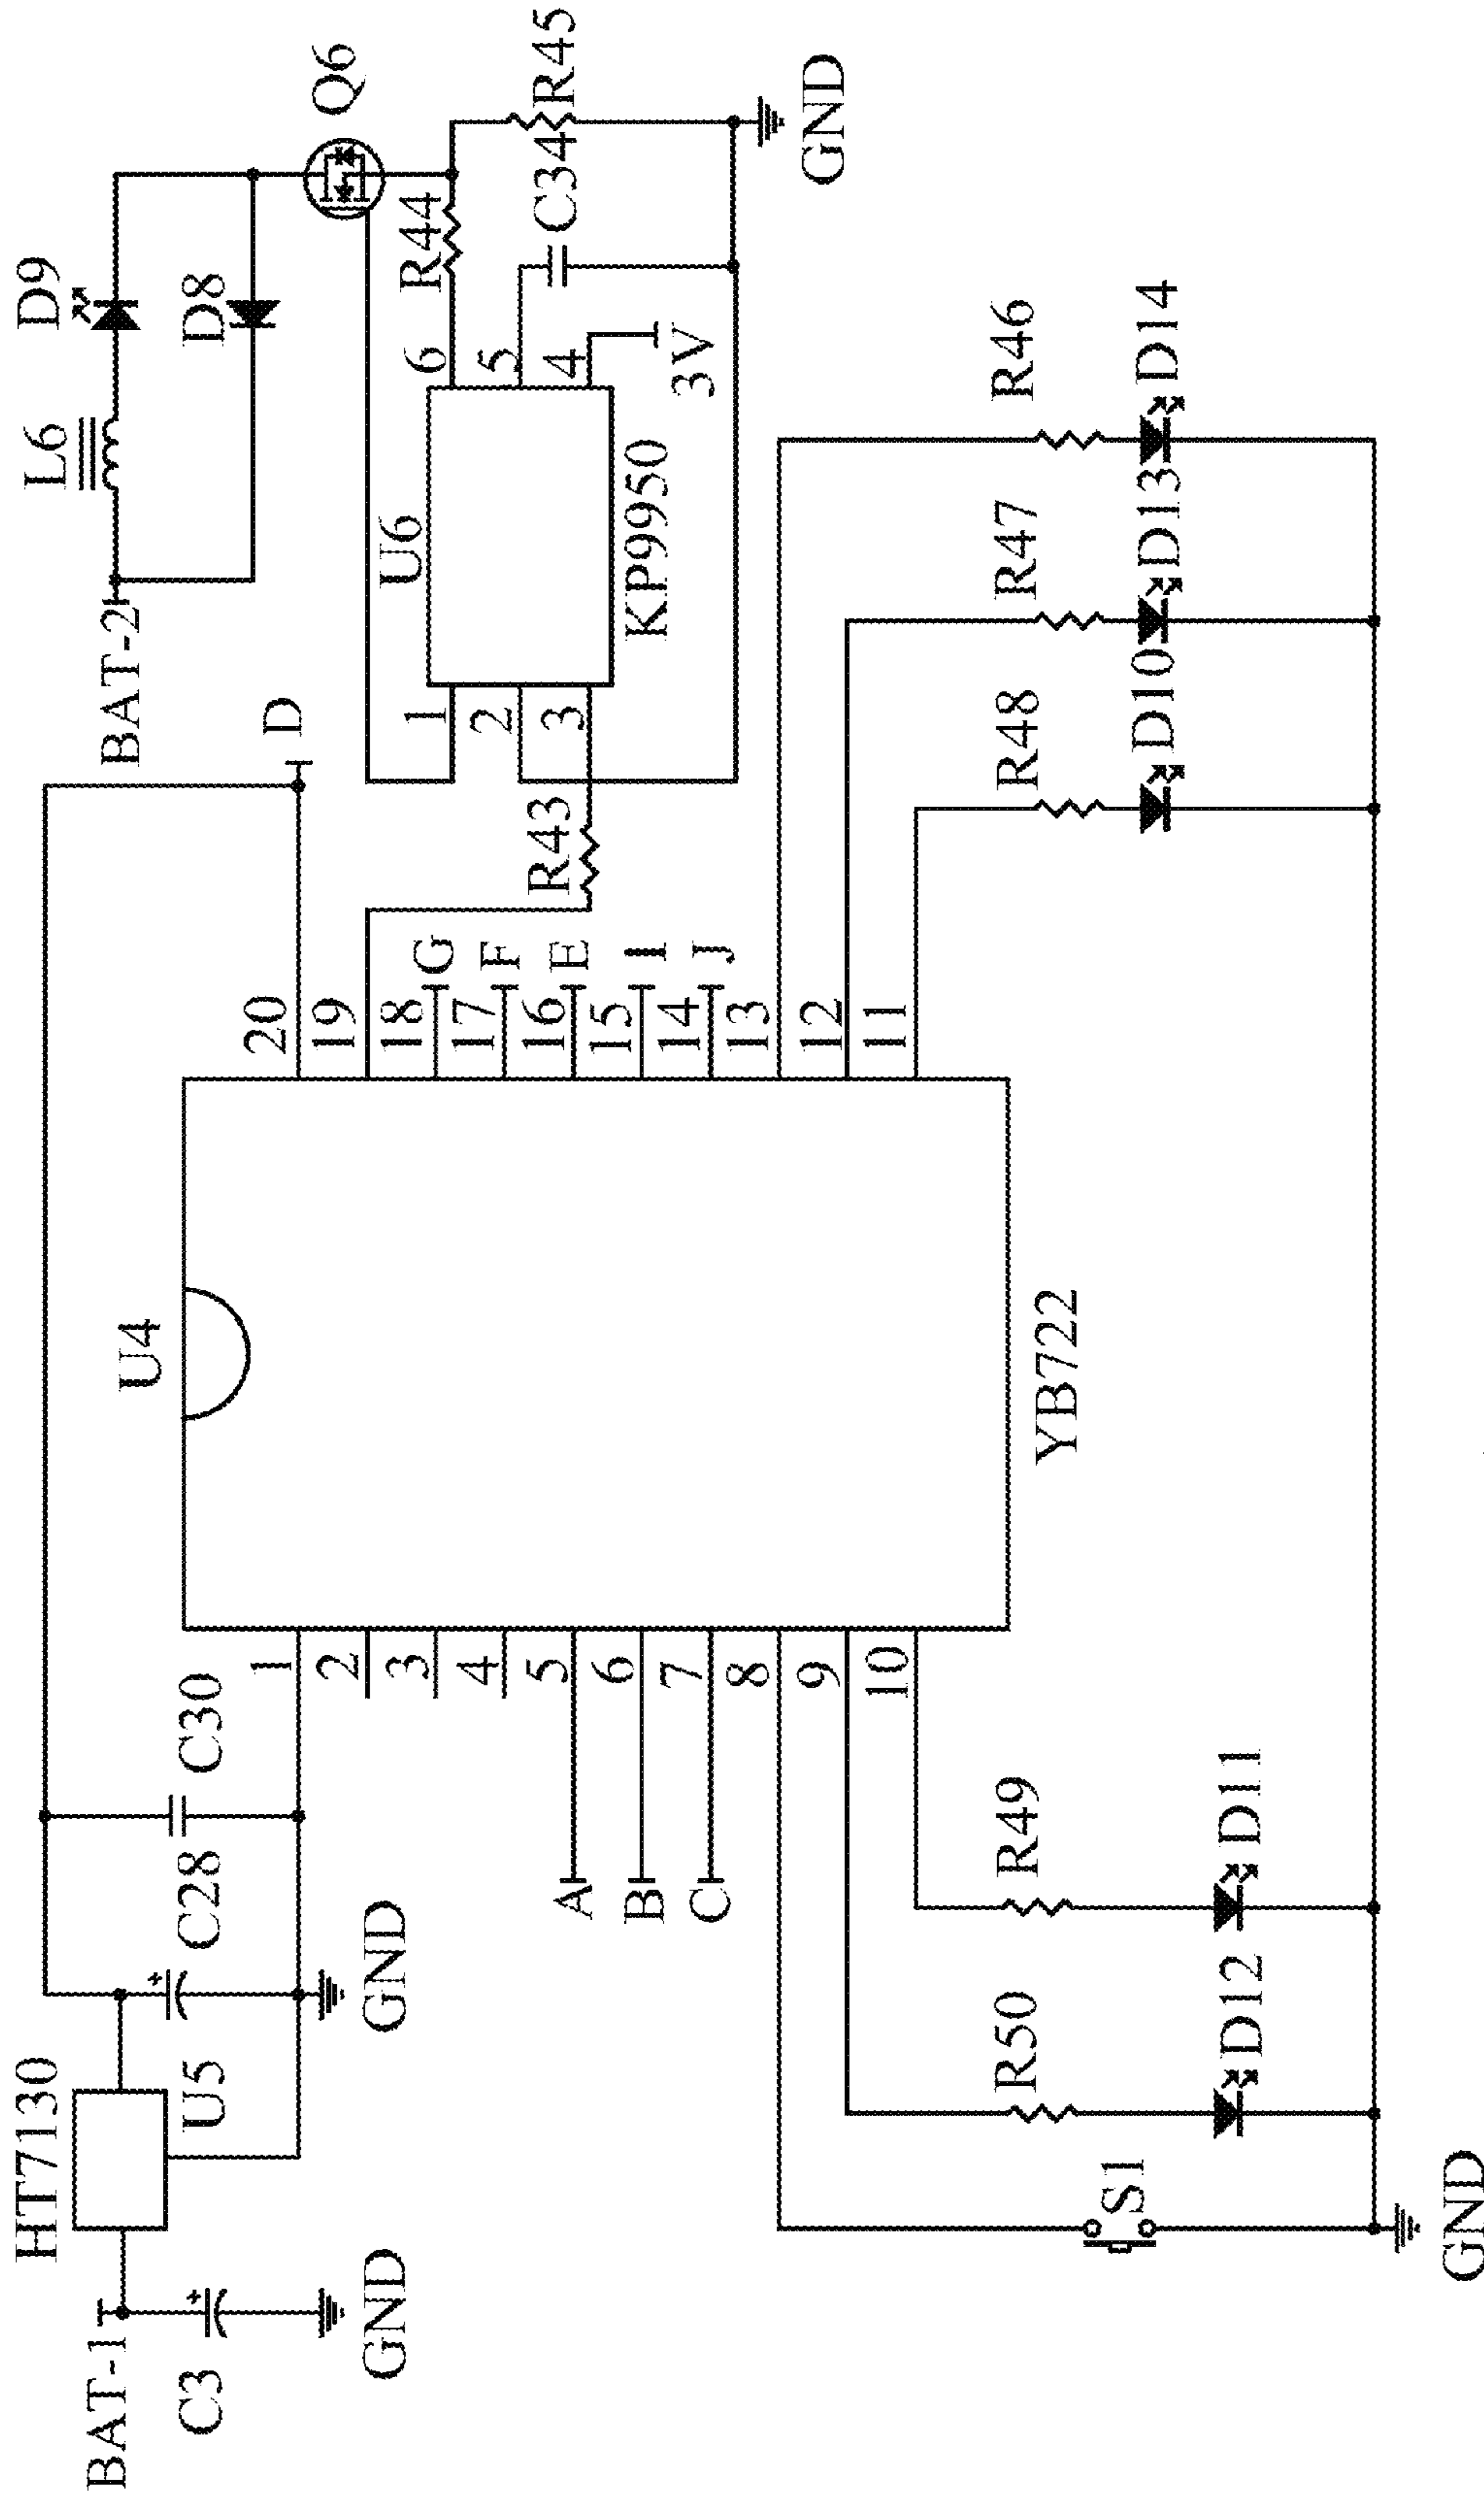 BAT-1
C3
GND
HT7130
U5
C28
C30
GND
U4
YB722
1
2
3
4
5
6
7
8
9
10
A
B
C
20
19
18
17
16
15
14
13
12
11
D
G
F
E
I
J
BAT-2
L6
D9
D8
Q6
R43
U6
KP9950
1
2
3
6
5
4
3V
R44
C34
R45
GND
S1
R50
D12
R49
D11
R48
D10
R47
D13
R46
D14
GND